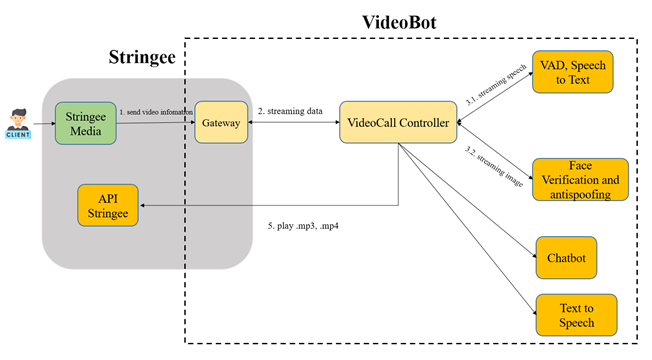 VideoBot
Stringee
VAD, Speech
to Text
3.1. streaming speech
1. send video infomation
2. streaming data
Stringee
Media
Gateway
VideoCall Controller
CLIENT
3.2. streaming image
Face
Verification and
antispoofing
API
Stringee
5. play .mp3, .mp4
Chatbot
Text to
Speech